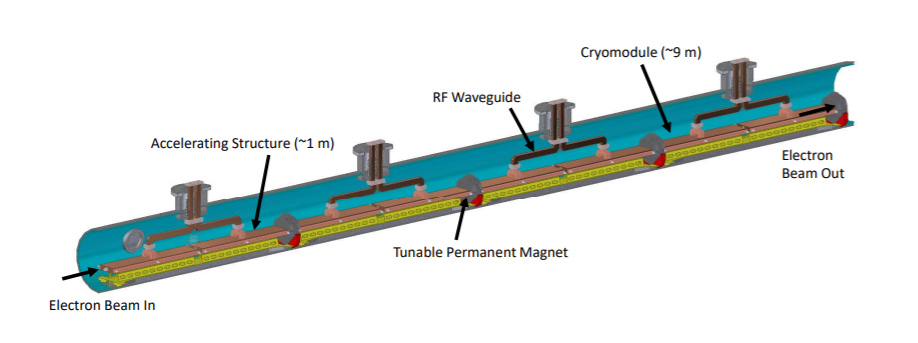 Cryomodule (~9 m)
RF Waveguide
Accelerating Structure (~1 m)
Electron
Beam Out
Tunable Permanent Magnet
Electron Beam In